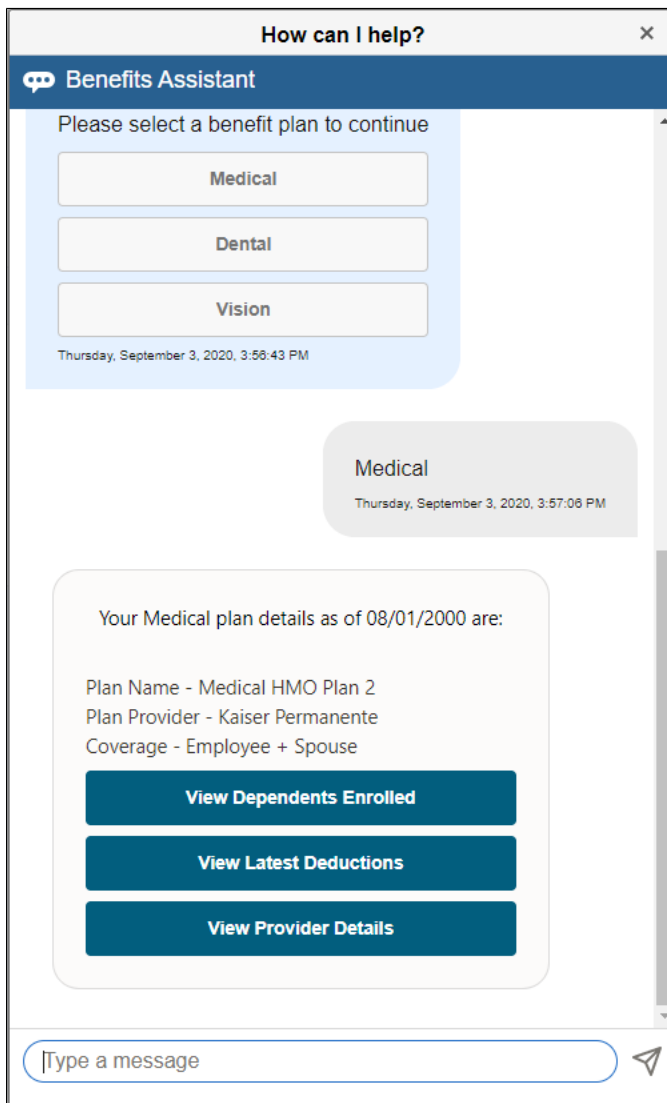 How can I help?
Benefits Assistant
Please select a benefit plan to continue
Medical
Dental
Vision
Thursday, September 3, 2020, 3:56:43 PM
Medical
Thursday, September 3, 2020, 3:57:06 PM
Your Medical plan details as of 08/01/2000 are:
Plan Name - Medical HMO Plan 2
Plan Provider - Kaiser Permanente
Coverage - Employee + Spouse
View Dependents Enrolled
View Latest Deductions
View Provider Details
Type a message